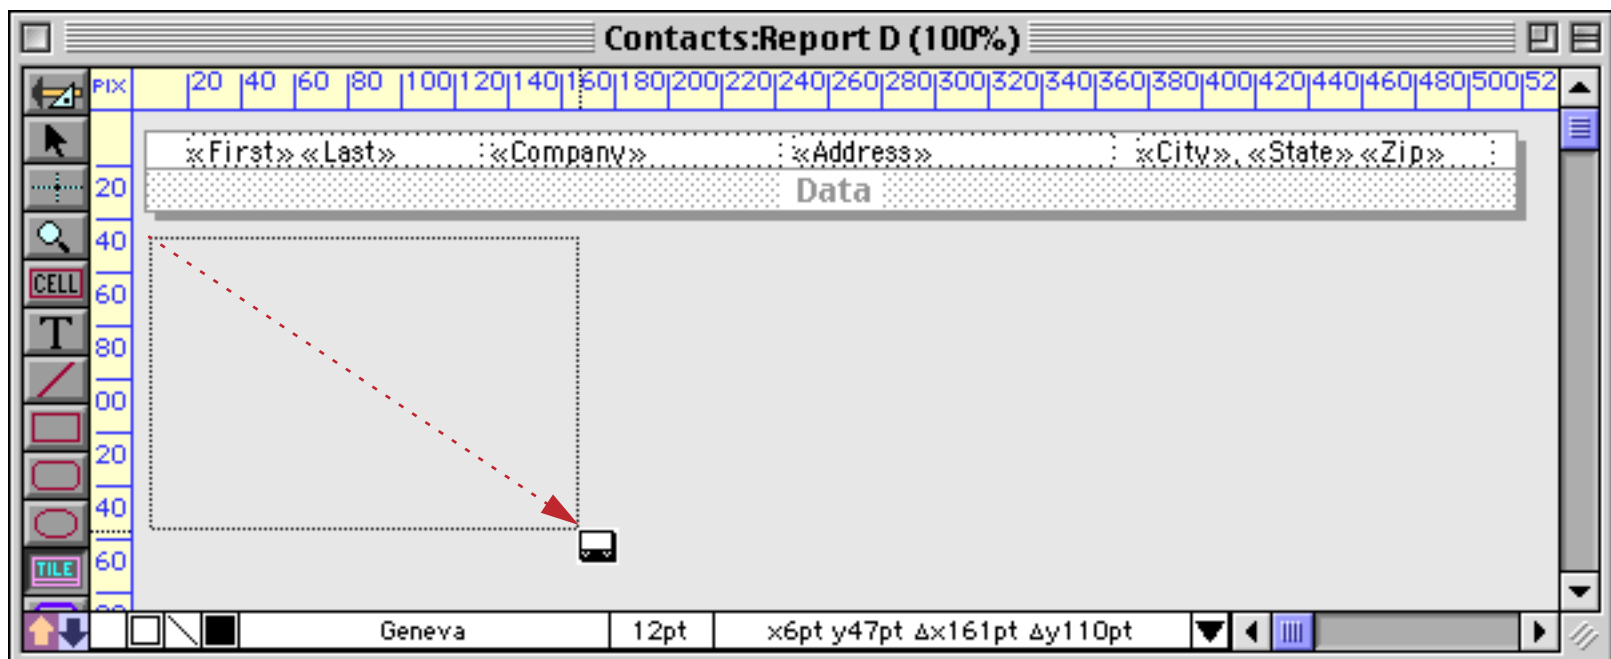 Contacts:Report D (100%)
PIX 20 40 60 80 100 120 140 160 180 200 220 240 260 280 300 320 340 360 380 400 420 440 460 480 500 52
«First» «Last» «Company» «Address» «City», «State» «Zip»
20 Data
40
CELL
60
T
80
00
20
40
TILE 60
Geneva 12pt x6pt y47pt Δx161pt Δy110pt